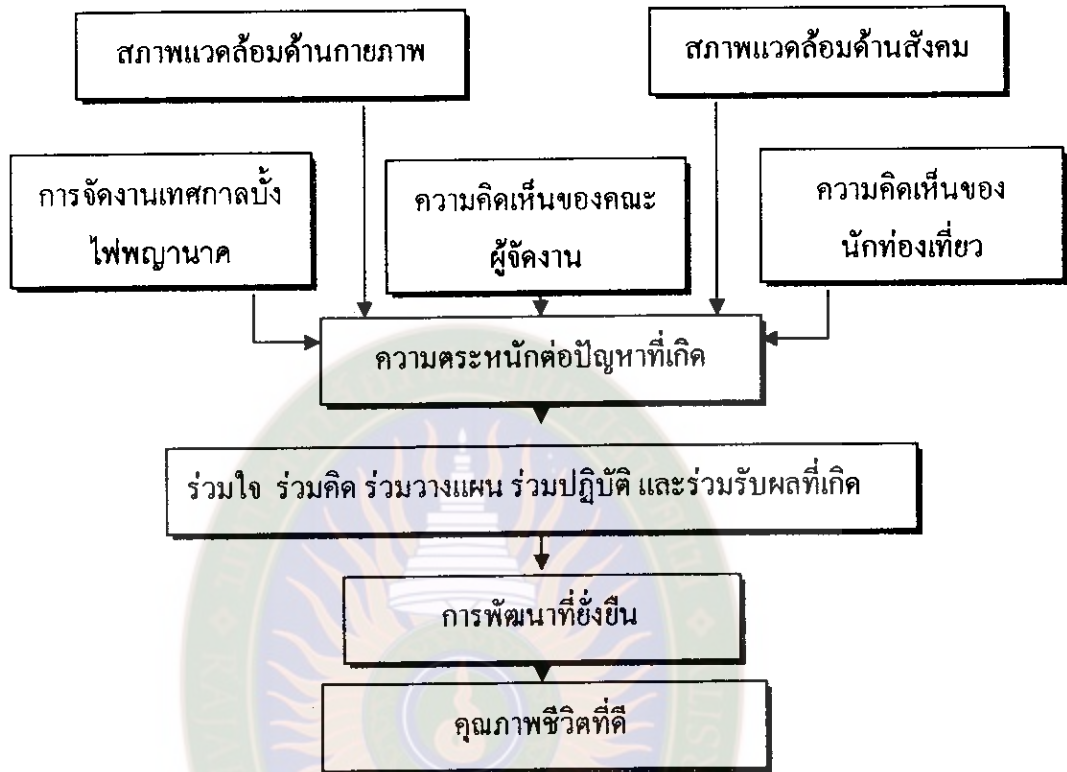 สภาพแวดล้อมด้านกายภาพ
สภาพแวดล้อมด้านสังคม
การจัดงานเทศกาลบั้ง
ไฟพญานาค
ความคิดเห็นของคณะ
ผู้จัดงาน
ความคิดเห็นของ
นักท่องเที่ยว
ความตระหนักต่อปัญหาที่เกิด
ร่วมใจ ร่วมคิด ร่วมวางแผน ร่วมปฏิบัติ และร่วมรับผลที่เกิด
การพัฒนาที่ยั่งยืน
คุณภาพชีวิตที่ดี